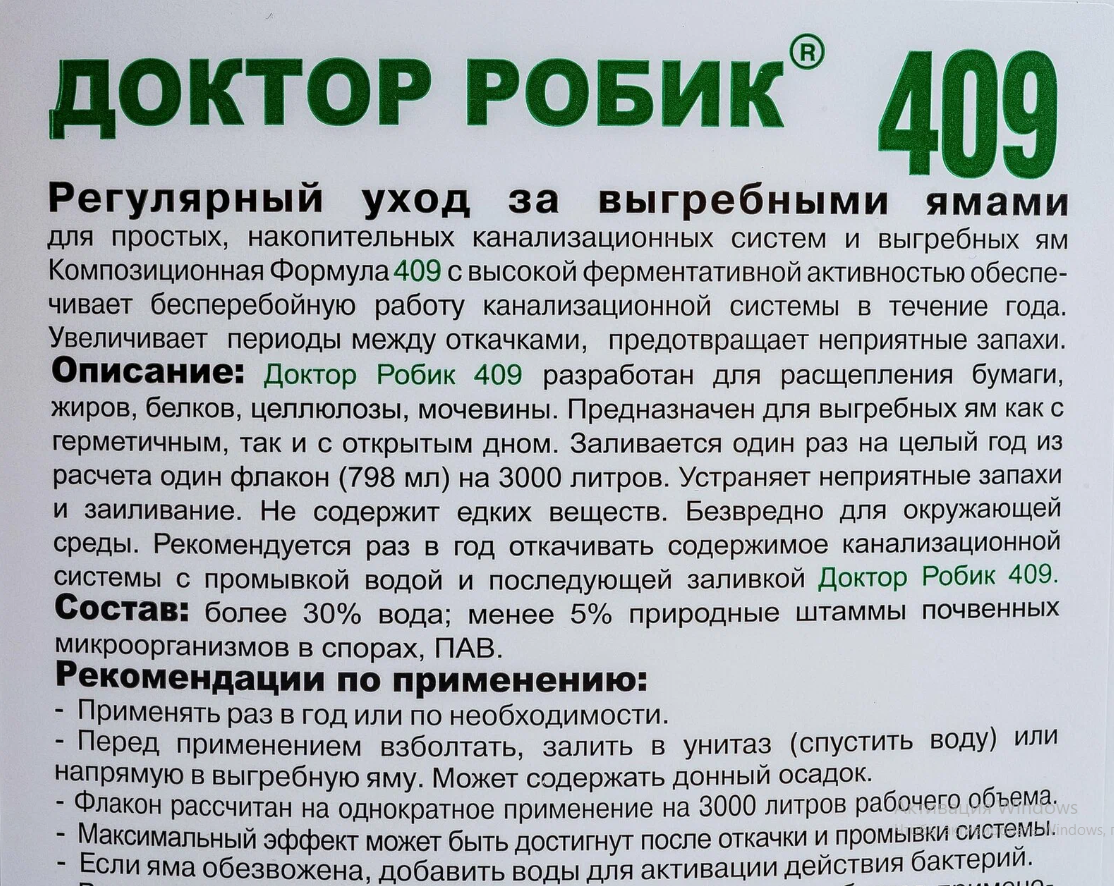 ДОКТОР РОБИК® 409
Регулярный уход за выгребными ямами
для простых, накопительных канализационных систем и выгребных ям
Композиционная Формула 409 с высокой ферментативной активностью обеспе-
чивает бесперебойную работу канализационной системы в течение года.
Увеличивает периоды между откачками, предотвращает неприятные запахи.
Описание: Доктор Робик 409 разработан для расщепления бумаги,
жиров, белков, целлюлозы, мочевины. Предназначен для выгребных ям как с
герметичным, так и с открытым дном. Заливается один раз на целый год из
расчета один флакон (798 мл) на 3000 литров. Устраняет неприятные запахи
и заиливание. Не содержит едких веществ. Безвредно для окружающей
среды. Рекомендуется раз в год откачивать содержимое канализационной
системы с промывкой водой и последующей заливкой Доктор Робик 409.
Состав: более 30% вода; менее 5% природные штаммы почвенных
микроорганизмов в спорах, ПАВ.
Рекомендации по применению:
- Применять раз в год или по необходимости.
- Перед применением взболтать, залить в унитаз (спустить воду) или
напрямую в выгребную яму. Может содержать донный осадок.
- Флакон рассчитан на однократное применение на 3000 литров рабочего объема.
Активация Windows
- Максимальный эффект может быть достигнут после откачки и промывки системы.
- Если яма обезвожена, добавить воды для активации действия бактерий.